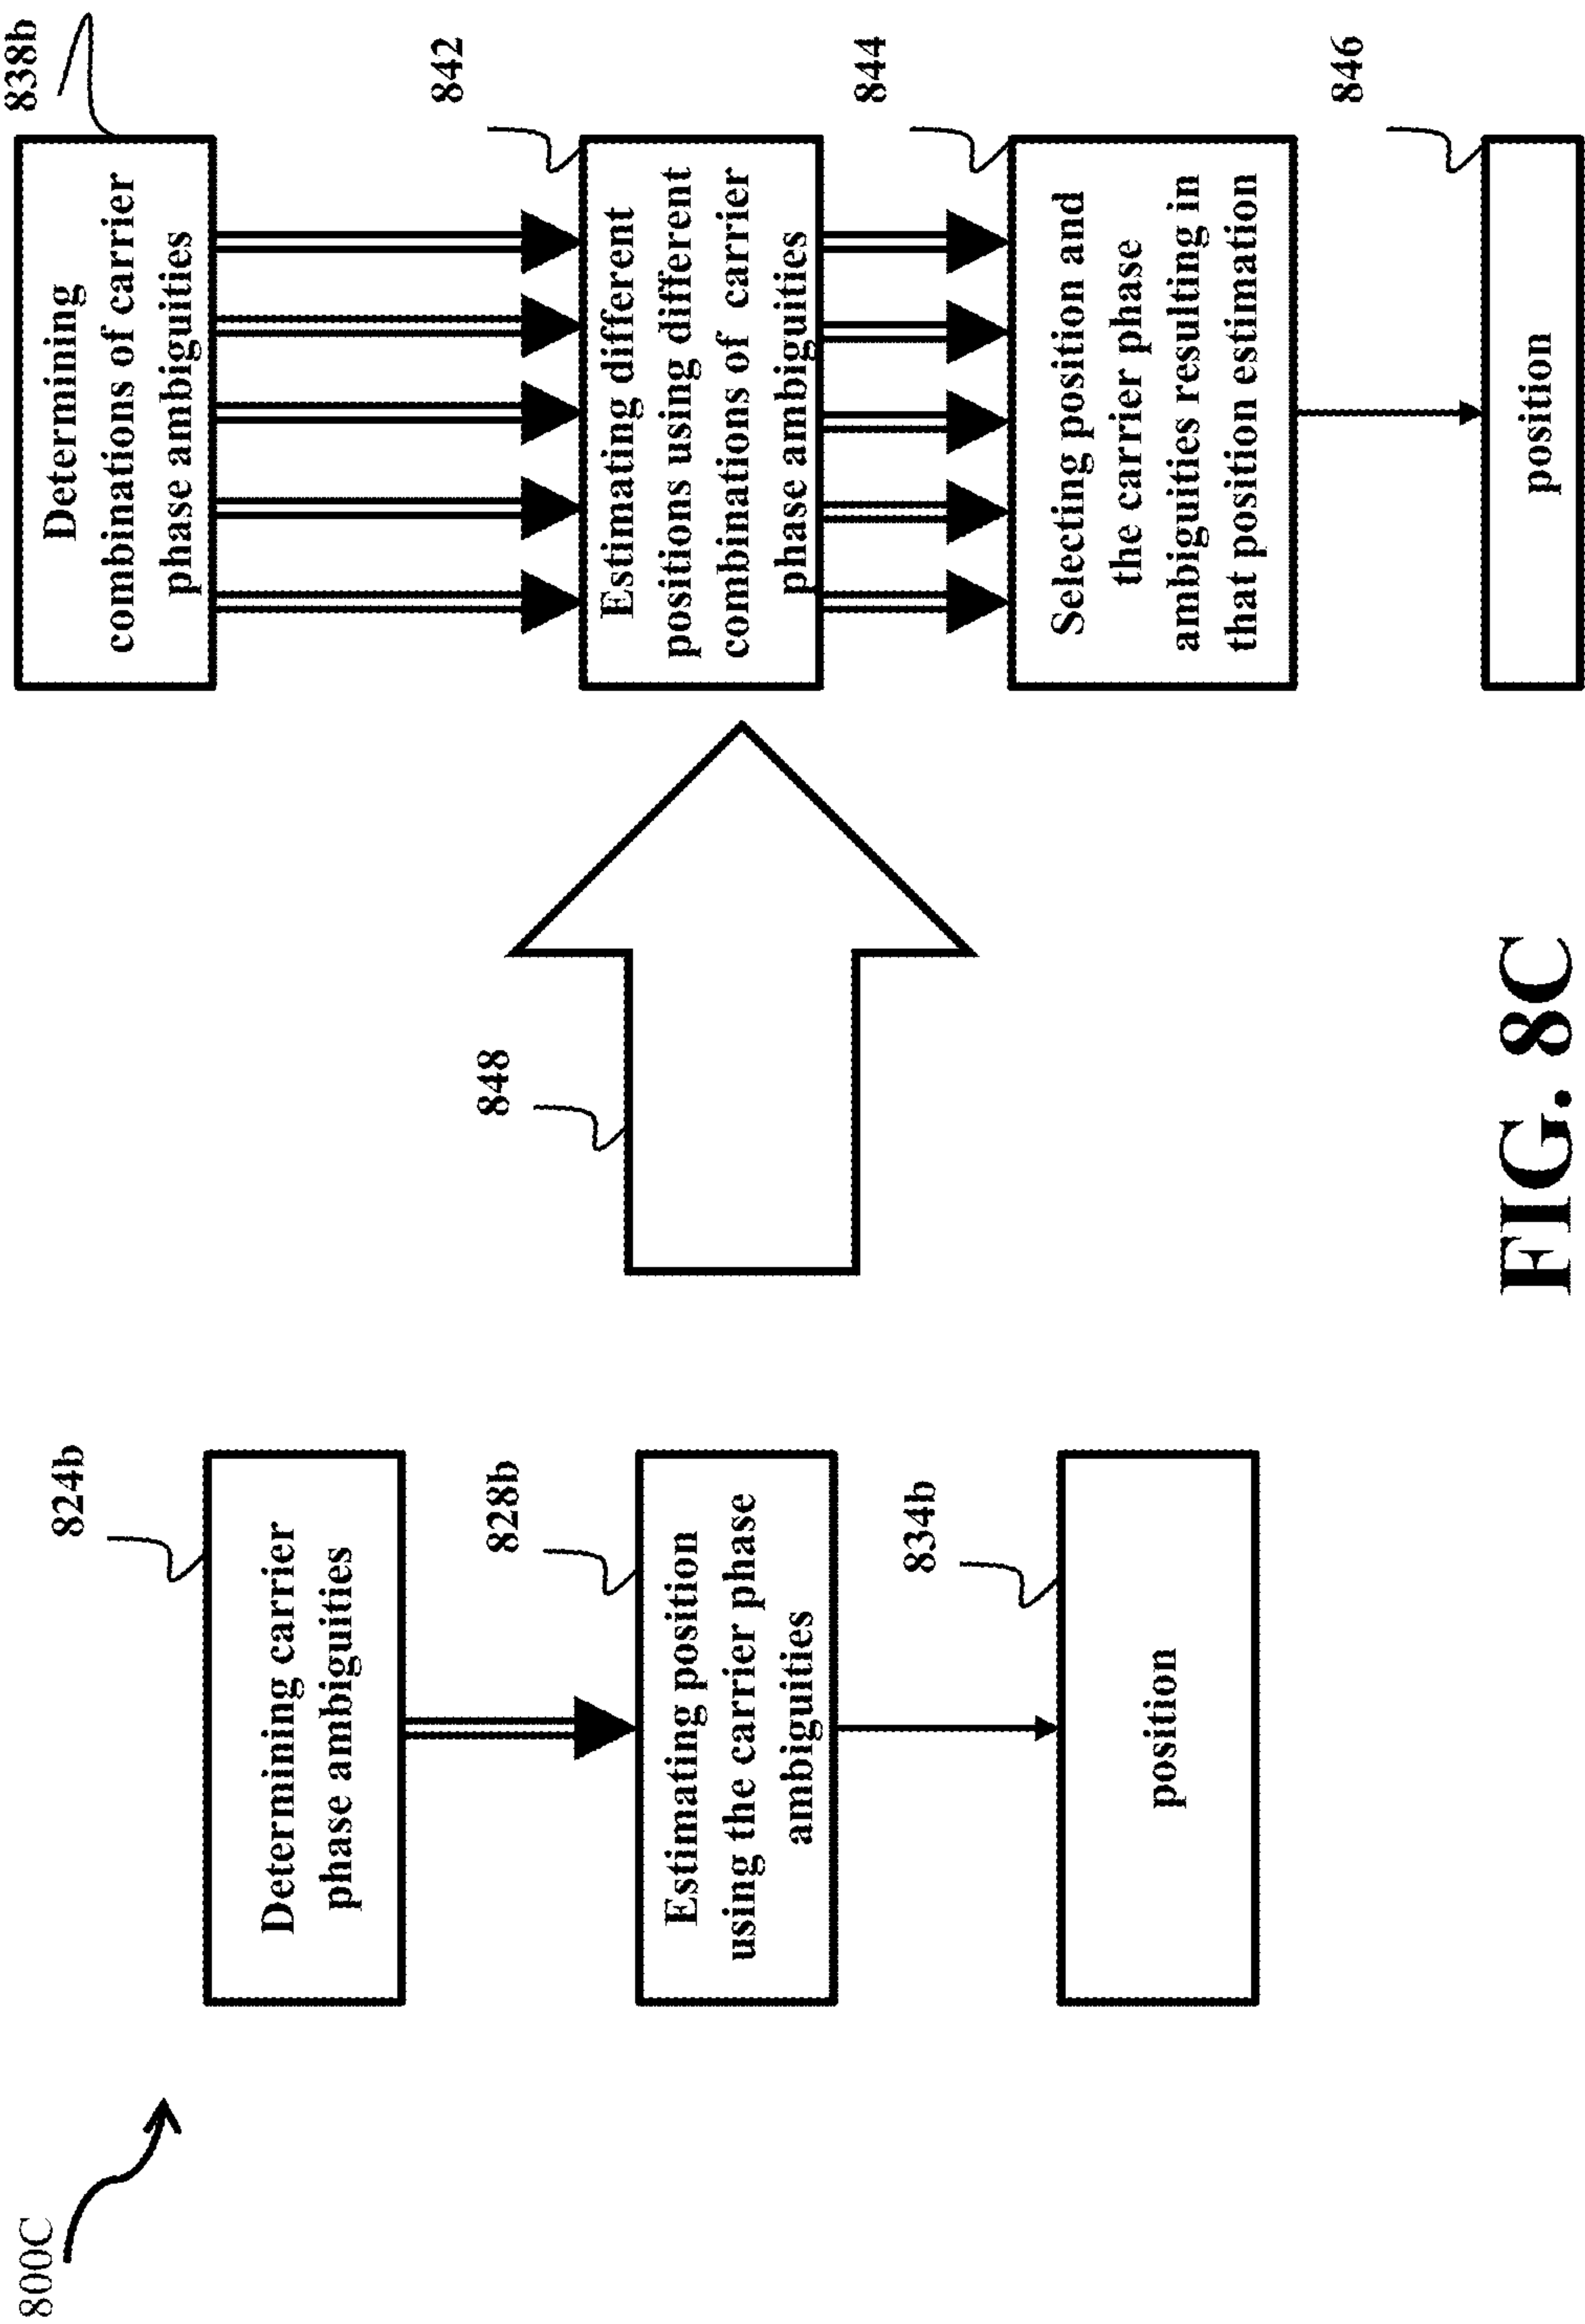 800C
824b
Determining carrier
phase ambiguities
828b
Estimating position
using the carrier phase
ambiguities
834b
position
848
838b
Determining
combinations of carrier
phase ambiguities
842
Estimating different
positions using different
combinations of carrier
phase ambiguities
844
Selecting position and
the carrier phase
ambiguities resulting in
that position estimation
846
position
FIG. 8C